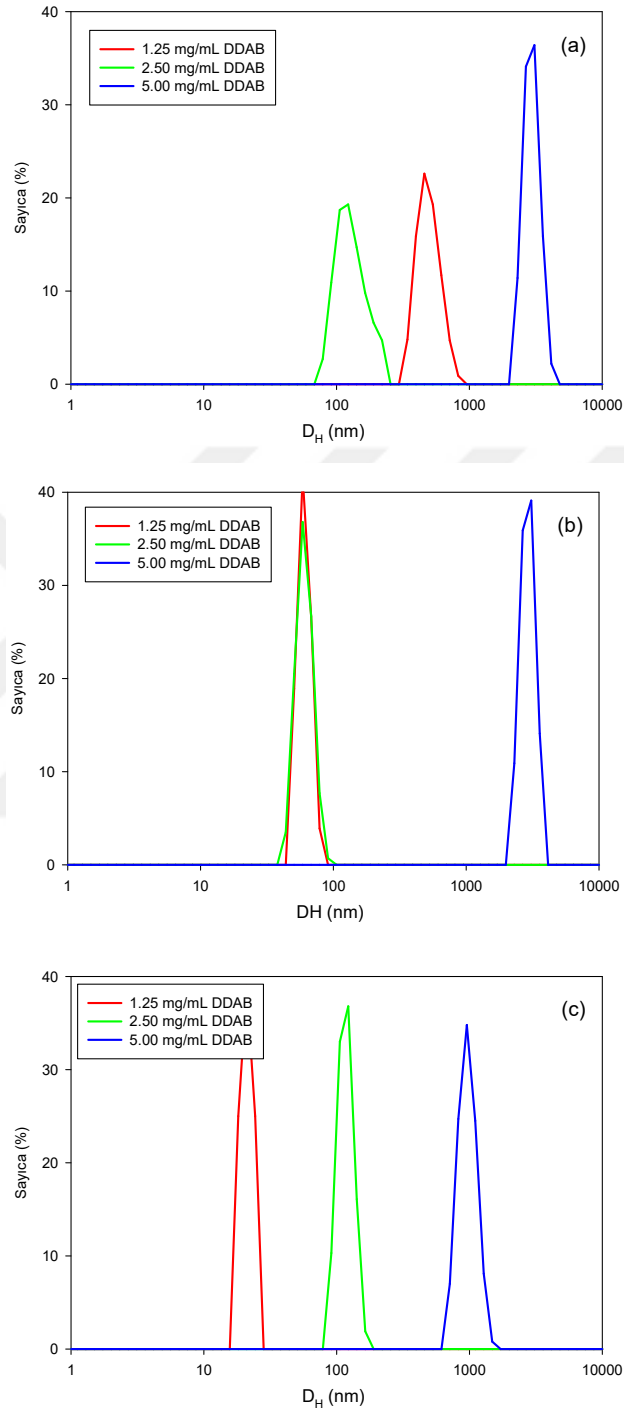 (a)
1.25 mg/mL DDAB
2.50 mg/mL DDAB
5.00 mg/mL DDAB
Sayıca (%)
40
30
20
10
0
1 10 100 1000 10000
D_H (nm)
(b)
1.25 mg/mL DDAB
2.50 mg/mL DDAB
5.00 mg/mL DDAB
Sayıca (%)
40
30
20
10
0
1 10 100 1000 10000
DH (nm)
(c)
1.25 mg/mL DDAB
2.50 mg/mL DDAB
5.00 mg/mL DDAB
Sayıca (%)
40
30
20
10
0
1 10 100 1000 10000
D_H (nm)